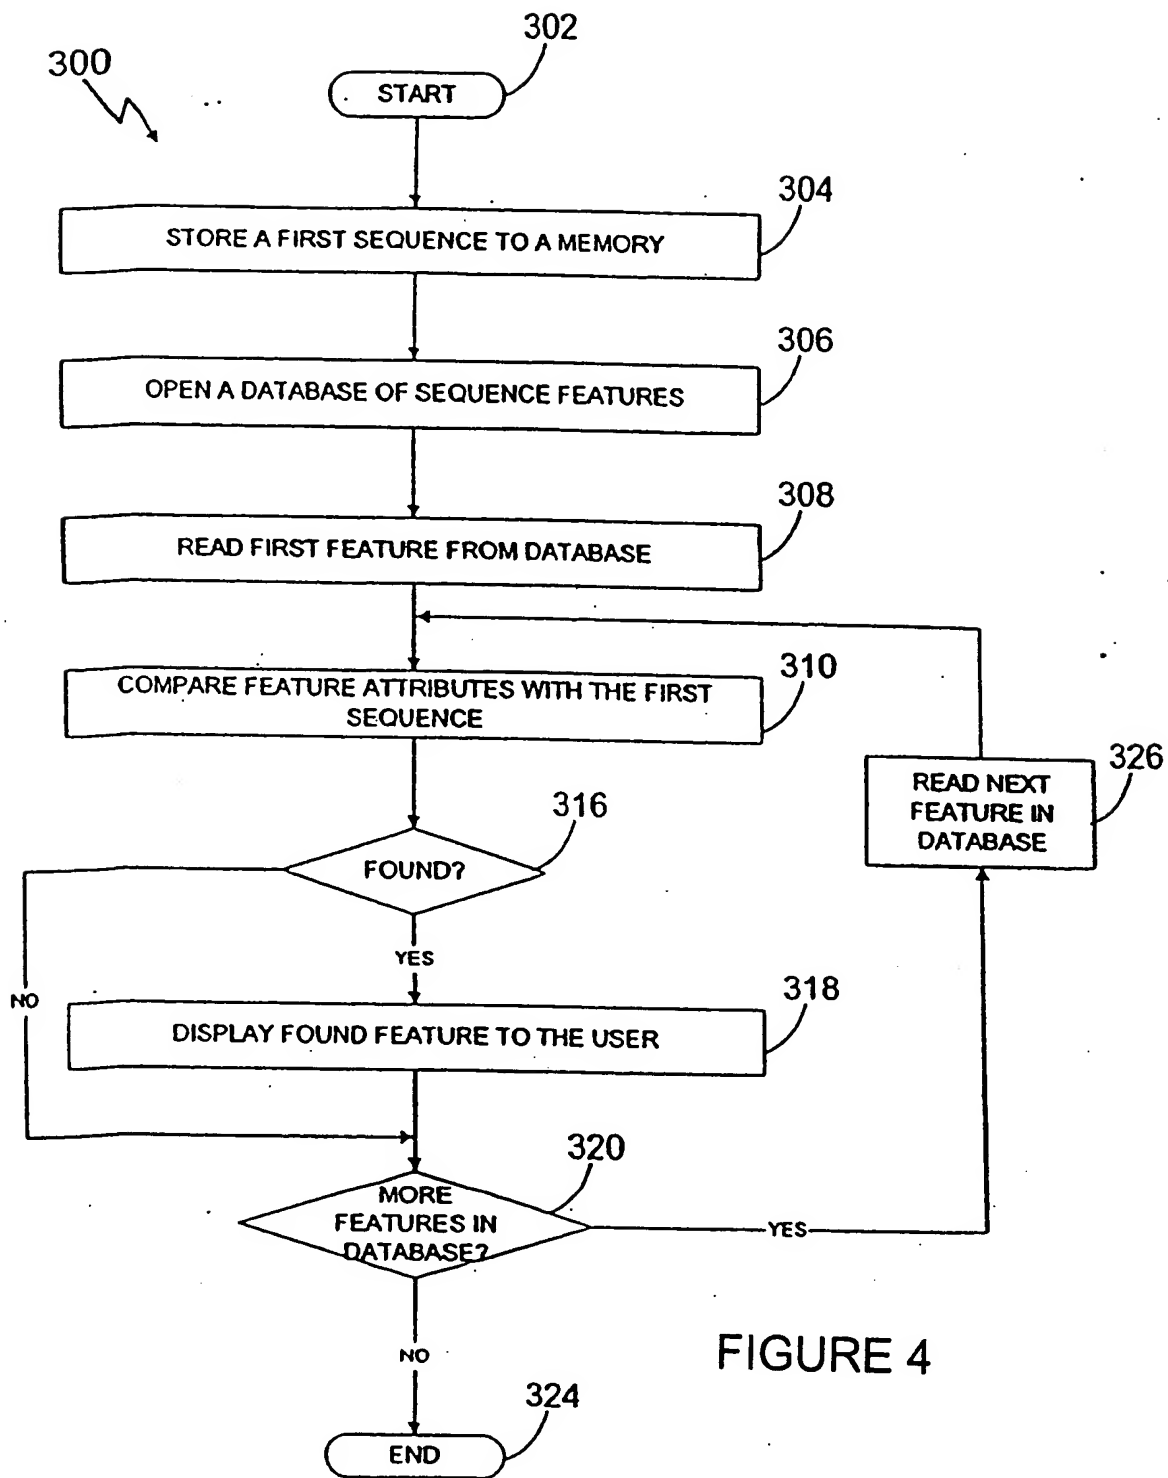 302
300
START
304
STORE A FIRST SEQUENCE TO A MEMORY
306
OPEN A DATABASE OF SEQUENCE FEATURES
308
READ FIRST FEATURE FROM DATABASE
310
COMPARE FEATURE ATTRIBUTES WITH THE FIRST
SEQUENCE
326
READ NEXT
FEATURE IN
DATABASE
316
FOUND?
YES
NO
318
DISPLAY FOUND FEATURE TO THE USER
320
MORE
FEATURES IN
DATABASE?
YES
NO
FIGURE 4
324
END